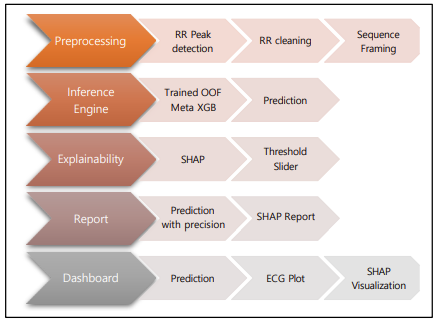 Preprocessing
RR Peak
detection
RR cleaning
Sequence
Framing
Inference
Engine
Trained OOF
Meta XGB
Prediction
Explainability
SHAP
Threshold
Slider
Report
Prediction
with precision
SHAP Report
Dashboard
Prediction
ECG Plot
SHAP
Visualization